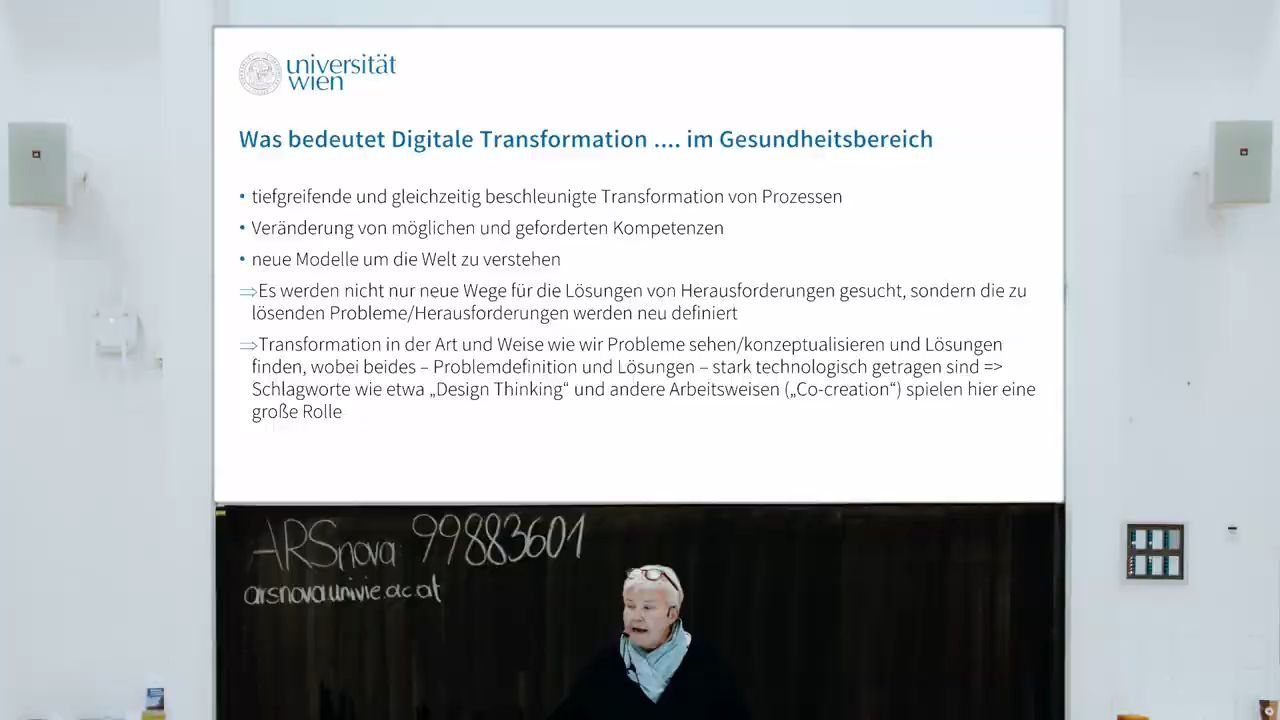 universität
wien
Was bedeutet Digitale Transformation .... im Gesundheitsbereich
• tiefgreifende und gleichzeitig beschleunigte Transformation von Prozessen
• Veränderung von möglichen und geforderten Kompetenzen
• neue Modelle um die Welt zu verstehen
⇒Es werden nicht nur neue Wege für die Lösungen von Herausforderungen gesucht, sondern die zu
lösenden Probleme/Herausforderungen werden neu definiert
⇒Transformation in der Art und Weise wie wir Probleme sehen/konzeptualisieren und Lösungen
finden, wobei beides – Problemdefinition und Lösungen – stark technologisch getragen sind =>
Schlagworte wie etwa „Design Thinking“ und andere Arbeitsweisen („Co-creation“) spielen hier eine
große Rolle
ARSnova 99883601
arsnova.univie.ac.at